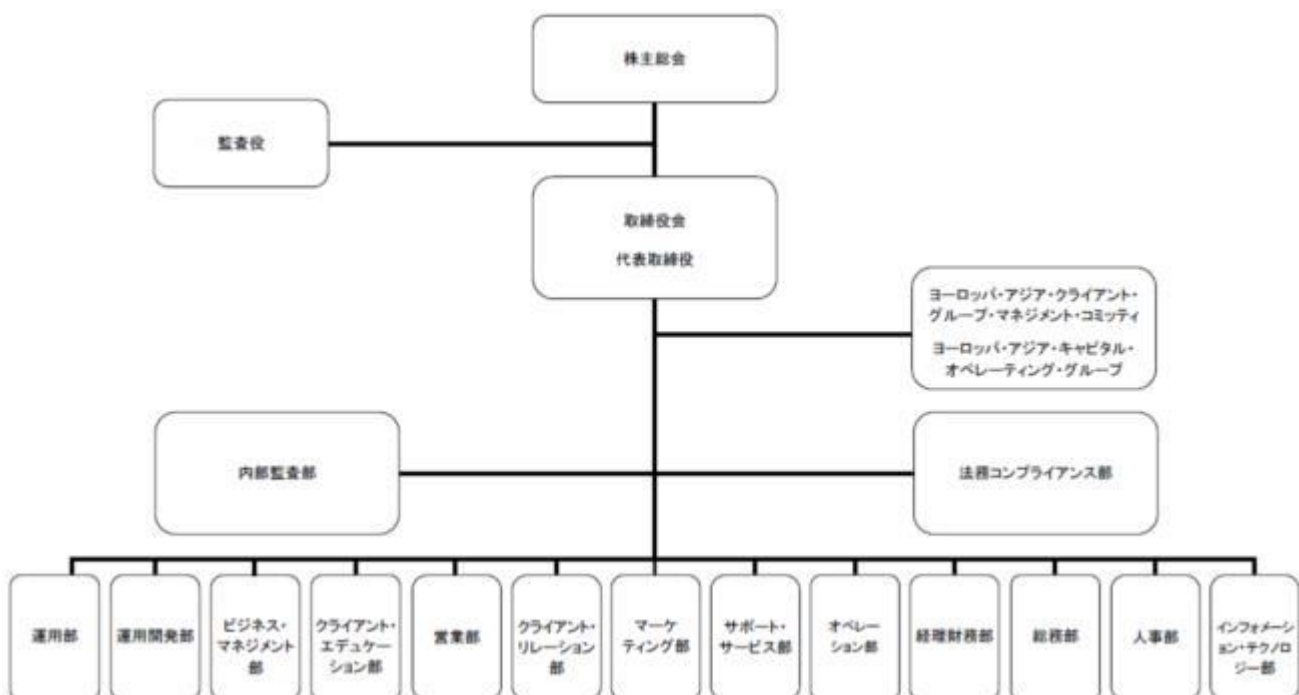 株主総会
監査役
取締役会
代表取締役
ヨーロッパ・アジア・クライアント・
グループ・マネジメント・コミッティ
ヨーロッパ・アジア・キャピタル・
オペレーティング・グループ
内部監査部
法務コンプライアンス部
運用部
運用開発部
ビジネス・
マネジメント
部
クライアント・
エデュケー
ション部
営業部
クライアント・
リレーション
部
マーケ
ティング部
サポート・
サービス部
オペレー
ション部
経理財務部
総務部
人事部
インフォメーシ
ョン・テクノロ
ジー部